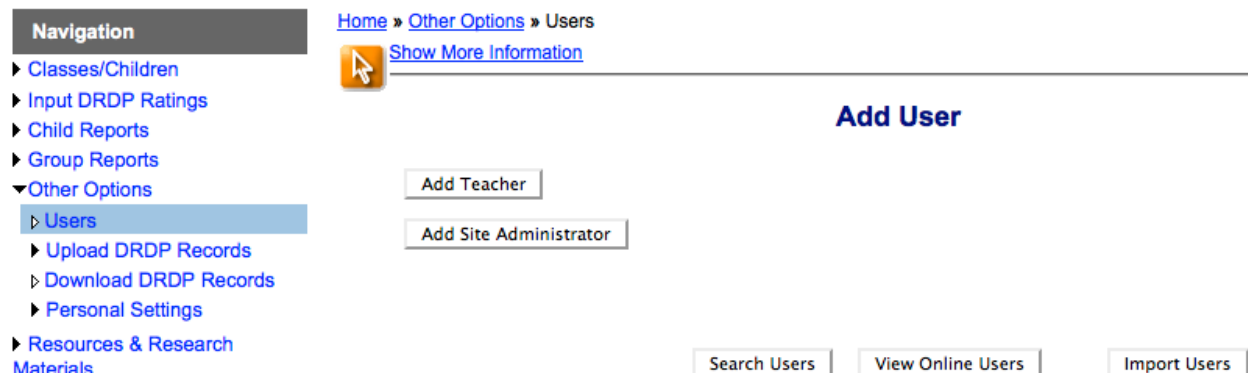 Navigation
Classes/Children
Input DRDP Ratings
Child Reports
Group Reports
Other Options
Users
Upload DRDP Records
Download DRDP Records
Personal Settings
Resources & Research
Materials
Home » Other Options » Users
Show More Information
Add User
Add Teacher
Add Site Administrator
Search Users View Online Users Import Users